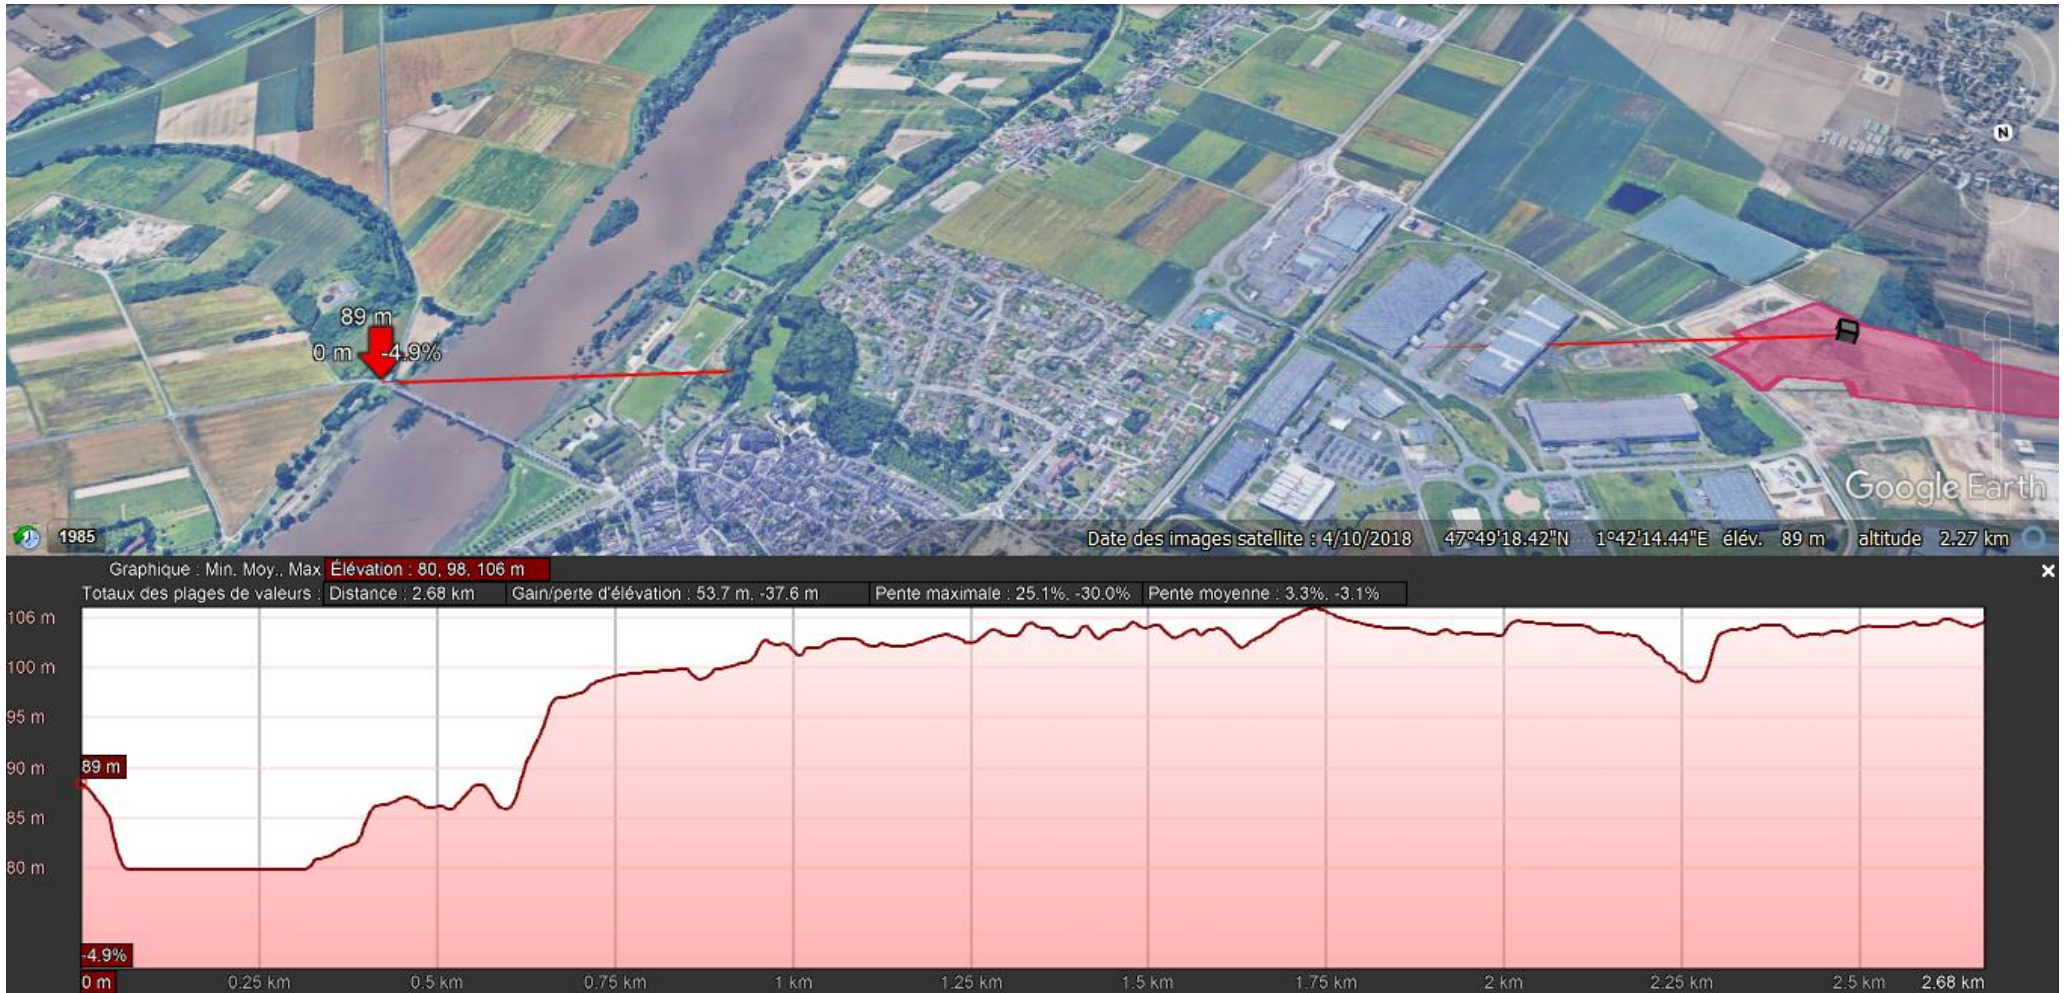 N
89 m
0 m -4.9%
Google Earth
1985
Date des images satellite : 4/10/2018 47°49'18.42"N 1°42'14.44"E élév. 89 m altitude 2.27 km
Graphique : Min. Moy., Max Élévation : 80, 98, 106 m
Totaux des plages de valeurs : Distance : 2.68 km Gain/perte d'élévation : 53.7 m, -37.6 m Pente maximale : 25.1%, -30.0% Pente moyenne : 3.3%, -3.1%
106 m
100 m
95 m
90 m
89 m
85 m
80 m
-4.9%
0 m 0.25 km 0.5 km 0.75 km 1 km 1.25 km 1.5 km 1.75 km 2 km 2.25 km 2.5 km 2.68 km